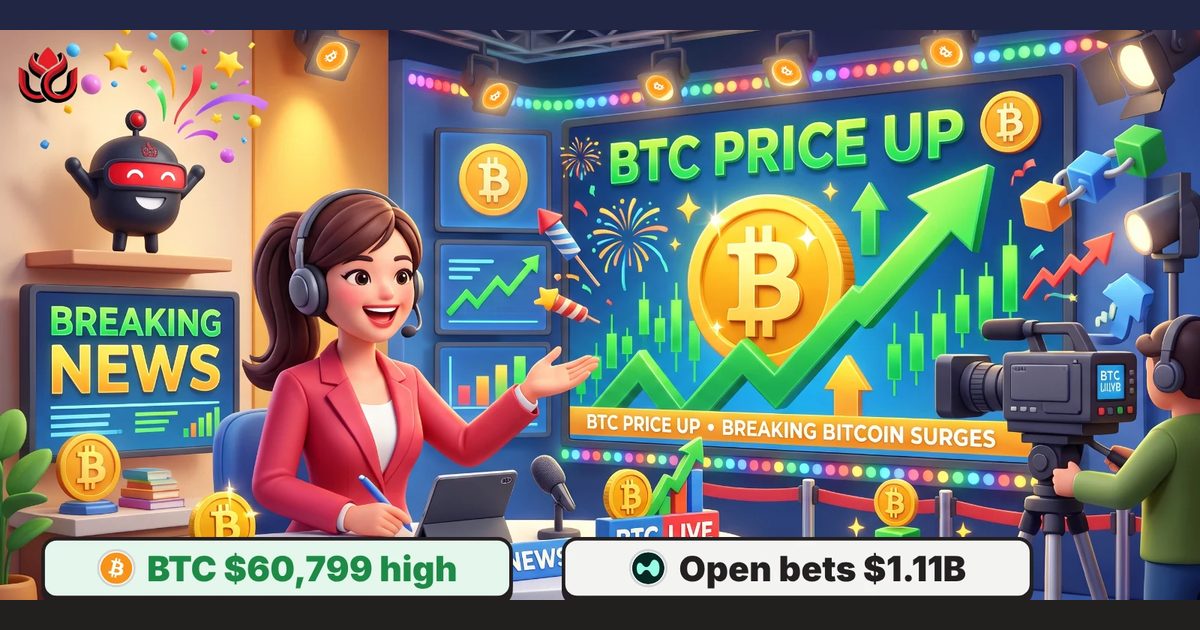 BREAKING
NEWS
BTC PRICE UP
BTC PRICE UP • BREAKING BITCOIN SURGES
BTC
LIVE
NEWS
BTC $60,799 high
Open bets $1.11B